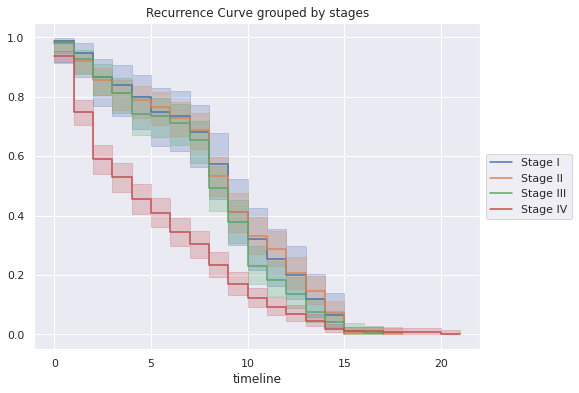 Recurrence Curve grouped by stages
1.0
0.8
0.6
0.4
0.2
0.0
0
5
10
15
20
timeline
Stage I
Stage II
Stage III
Stage IV